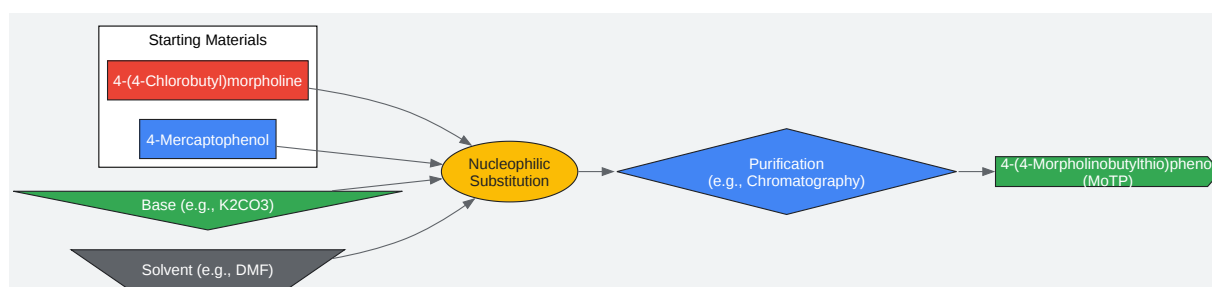 Starting Materials
4-(4-Chlorobutyl)morpholine
4-Mercaptophenol
Base (e.g., K2CO3)
Solvent (e.g., DMF)
Nucleophilic
Substitution
Purification
(e.g., Chromatography)
4-(4-Morpholinobutylthio)pheno
(MoTP)